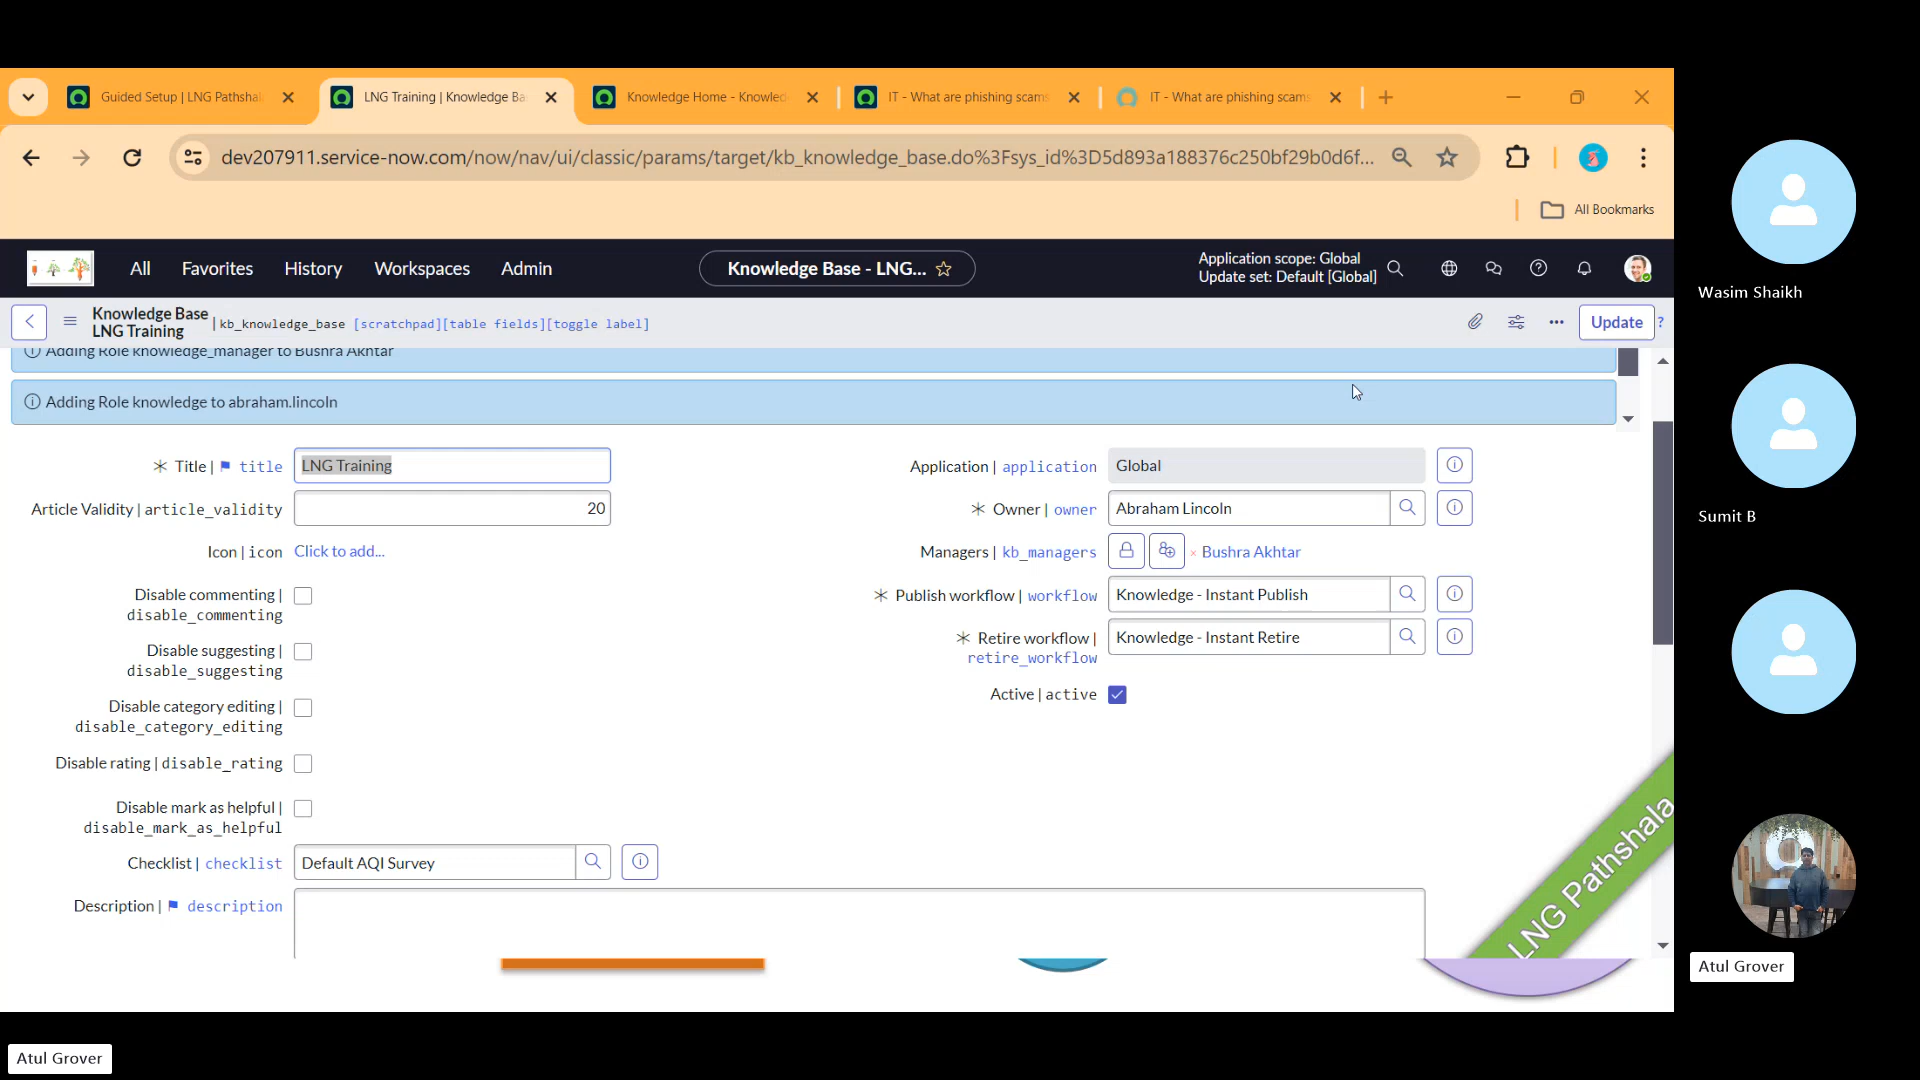 Guided Setup | LNG Pathshal
LNG Training | Knowledge Ba
Knowledge Home - Knowled
IT - What are phishing scams
IT - What are phishing scams
dev207911.service-now.com/now/nav/ui/classic/params/target/kb_knowledge_base.do%3Fsys_id%3D5d893a188376c250bf29b0d6f...
All Bookmarks
All
Favorites
History
Workspaces
Admin
Knowledge Base - LNG...
Application scope: Global
Update set: Default [Global]
Knowledge Base
LNG Training
| kb_knowledge_base [scratchpad][table fields][toggle label]
Update
?
Adding Role knowledge_manager to Bushra Akhtar
Adding Role knowledge to abraham.lincoln
Title | title
LNG Training
Application | application
Global
Article Validity | article_validity
20
Owner | owner
Abraham Lincoln
Icon | icon
Click to add...
Managers | kb_managers
× Bushra Akhtar
Disable commenting |
disable_commenting
Publish workflow | workflow
Knowledge - Instant Publish
Disable suggesting |
disable_suggesting
Retire workflow |
retire_workflow
Knowledge - Instant Retire
Active | active
Disable category editing |
disable_category_editing
Disable rating | disable_rating
Disable mark as helpful |
disable_mark_as_helpful
Checklist | checklist
Default AQI Survey
Description | description
LNG Pathshala
Wasim Shaikh
Sumit B
Atul Grover
Atul Grover